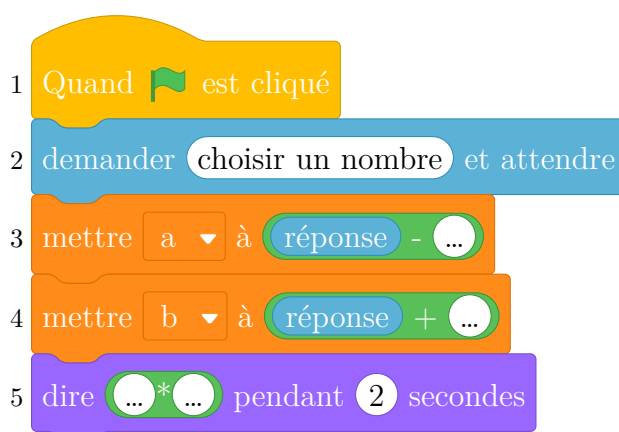 1 Quand est cliqué
2 demander choisir un nombre et attendre
3 mettre a à réponse - ...
4 mettre b à réponse + ...
5 dire ... * ... pendant 2 secondes